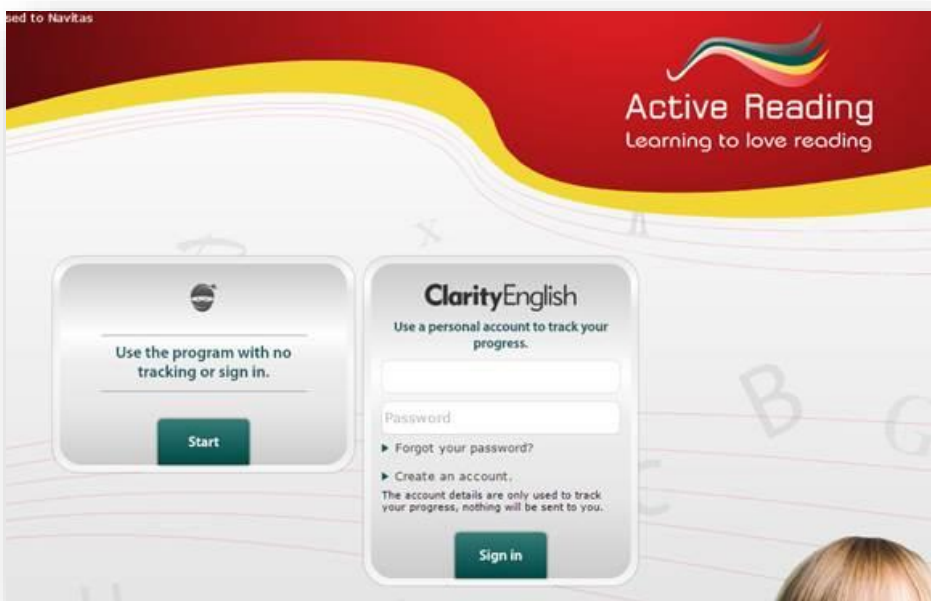 sed to Navitas
Active Reading
Learning to love reading
Use the program with no
tracking or sign in.
Start
ClarityEnglish
Use a personal account to track your
progress.
Password
Forgot your password?
Create an account.
The account details are only used to track
your progress, nothing will be sent to you.
Sign in
x
B
G
C